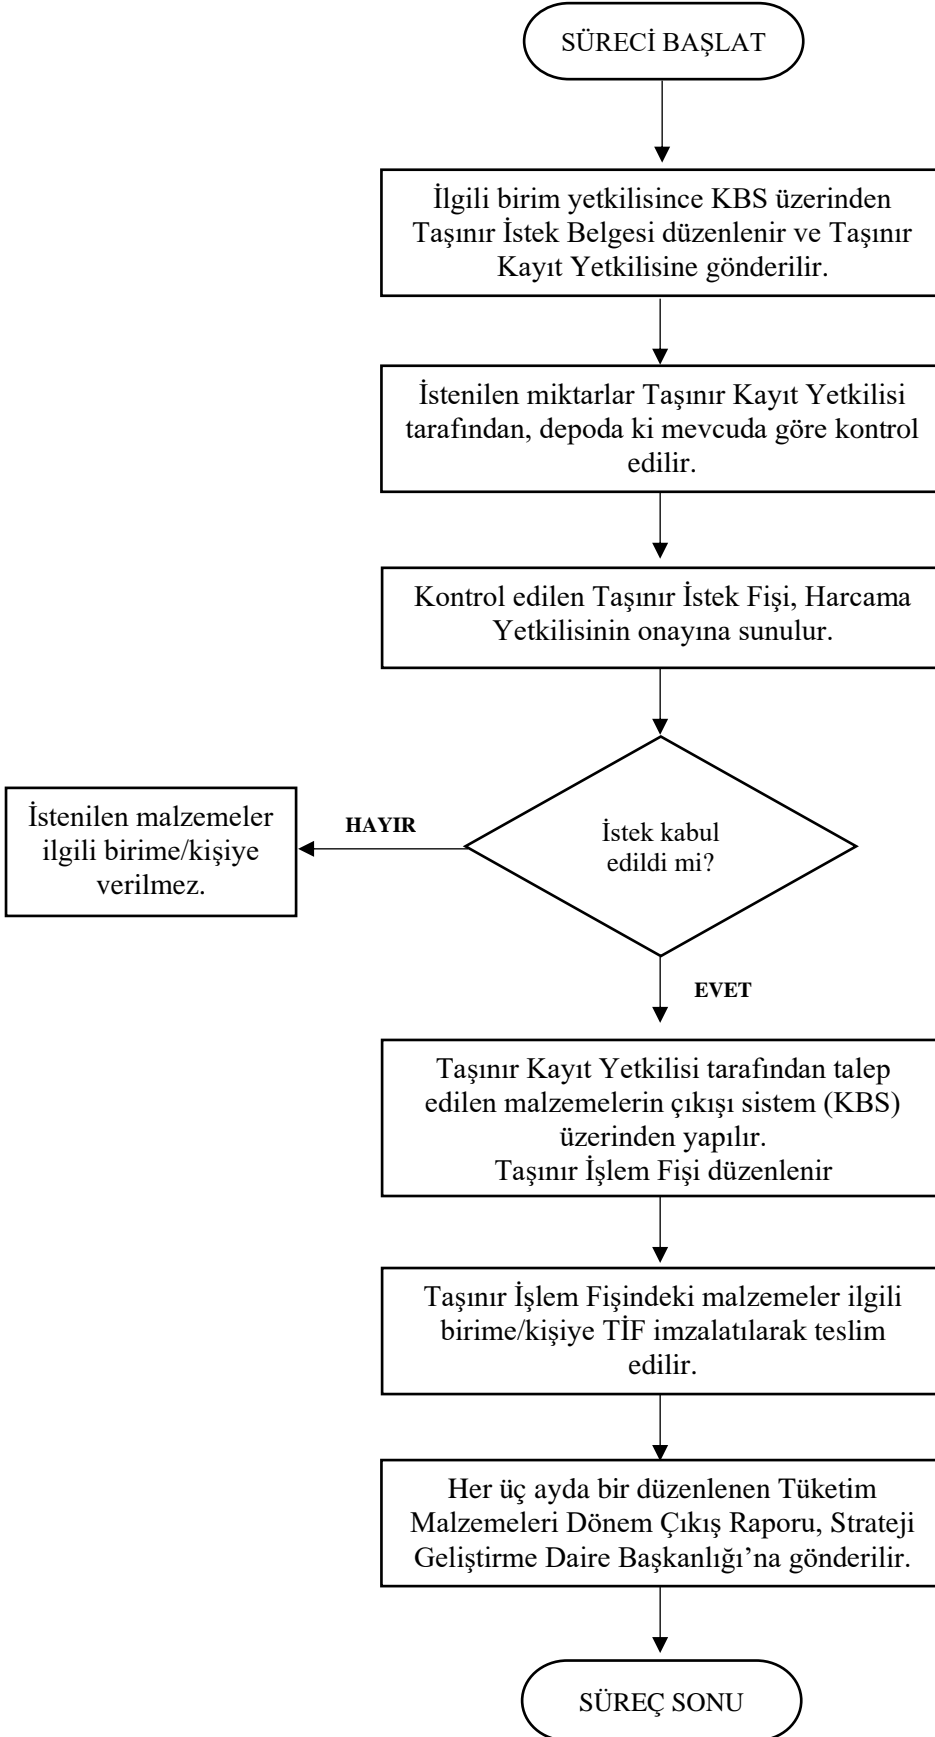 SÜRECİ BAŞLAT
İlgili birim yetkilisince KBS üzerinden
Taşınır İstek Belgesi düzenlenir ve Taşınır
Kayıt Yetkilisine gönderilir.
İstenilen miktarlar Taşınır Kayıt Yetkilisi
tarafından, depoda ki mevcuda göre kontrol
edilir.
Kontrol edilen Taşınır İstek Fişi, Harcama
Yetkilisinin onayına sunulur.
İstek kabul
edildi mi?
HAYIR
İstenilen malzemeler
ilgili birime/kişiye
verilmez.
EVET
Taşınır Kayıt Yetkilisi tarafından talep
edilen malzemelerin çıkışı sistem (KBS)
üzerinden yapılır.
Taşınır İşlem Fişi düzenlenir
Taşınır İşlem Fişindeki malzemeler ilgili
birime/kişiye TİF imzalatılarak teslim
edilir.
Her üç ayda bir düzenlenen Tüketim
Malzemeleri Dönem Çıkış Raporu, Strateji
Geliştirme Daire Başkanlığı’na gönderilir.
SÜREÇ SONU